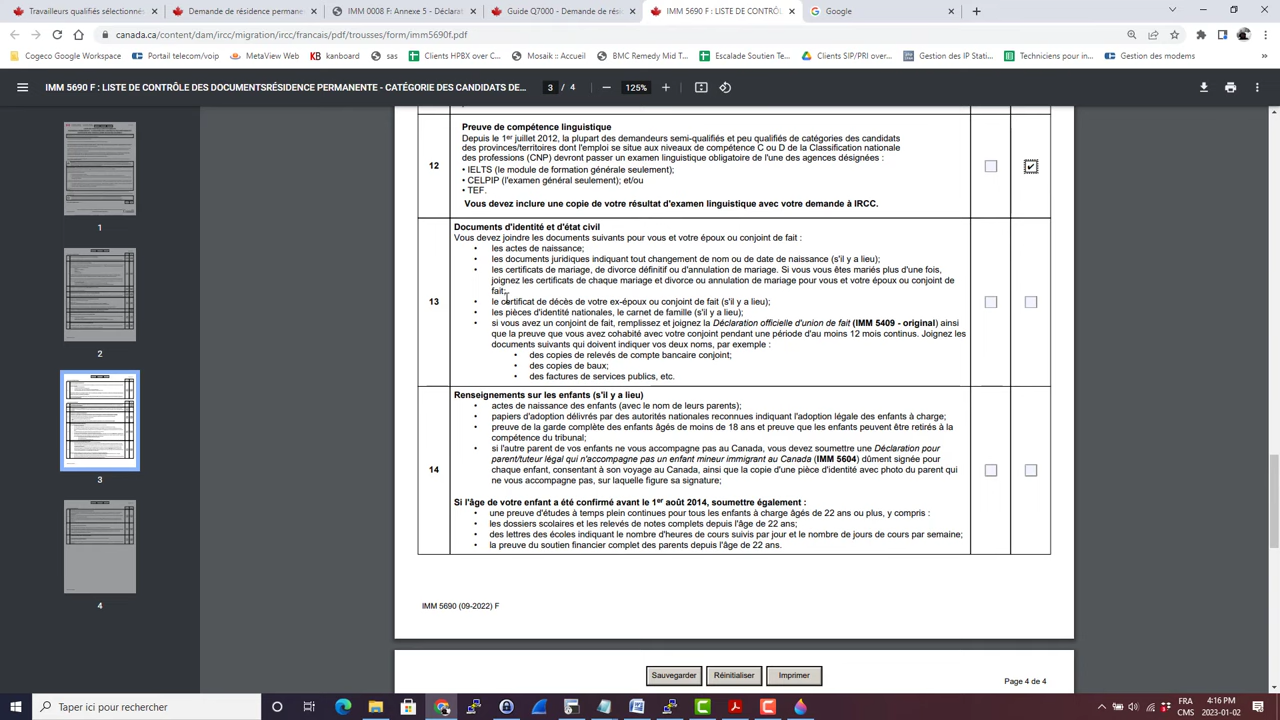 Travailleurs qualifiés sélectionné
Demande de résidence permane
IMM 0008 F: Annexe 5 - Déclara
Guide Q7000 - Demande de rési
IMM 5690 F : LISTE DE CONTRÔ
Google
canada.ca/content/dam/ircc/migration/ircc/francais/pdf/trousses/form/imm5690f.pdf
Cogeco Google Workspace
Portail telecom/voip
MetaView Web
kanboard
sas
Clients HPBX over C...
Mosaik :: Accueil
BMC Remedy Mid T...
Escalade Soutien Te...
Clients SIP/PRI over...
Gestion des IP Stati...
Techniciens pour in...
Gestion des modems
IMM 5690 F : LISTE DE CONTRÔLE DES DOCUMENTSRÉSIDENCE PERMANENTE - CATÉGORIE DES CANDIDATS DE...
3 / 4
125%
1
2
3
4
12
Preuve de compétence linguistique
Depuis le 1er juillet 2012, la plupart des demandeurs semi-qualifiés et peu qualifiés de catégories des candidats
des provinces/territoires dont l'emploi se situe aux niveaux de compétence C ou D de la Classification nationale
des professions (CNP) devront passer un examen linguistique obligatoire de l'une des agences désignées :
• IELTS (le module de formation générale seulement);
• CELPIP (l'examen général seulement); et/ou
• TEF.
Vous devez inclure une copie de votre résultat d'examen linguistique avec votre demande à IRCC.
13
Documents d'identité et d'état civil
Vous devez joindre les documents suivants pour vous et votre époux ou conjoint de fait :
• les actes de naissance;
• les documents juridiques indiquant tout changement de nom ou de date de naissance (s'il y a lieu);
• les certificats de mariage, de divorce définitif ou d'annulation de mariage. Si vous vous êtes mariés plus d'une fois,
joignez les certificats de chaque mariage et divorce ou annulation de mariage pour vous et votre époux ou conjoint de
fait;
• le certificat de décès de votre ex-époux ou conjoint de fait (s'il y a lieu);
• les pièces d'identité nationales, le carnet de famille (s'il y a lieu);
• si vous avez un conjoint de fait, remplissez et joignez la Déclaration officielle d'union de fait (IMM 5409 - original) ainsi
que la preuve que vous avez cohabité avec votre conjoint pendant une période d'au moins 12 mois continus. Joignez les
documents suivants qui doivent indiquer vos deux noms, par exemple :
• des copies de relevés de compte bancaire conjoint;
• des copies de baux;
• des factures de services publics, etc.
14
Renseignements sur les enfants (s'il y a lieu)
• actes de naissance des enfants (avec le nom de leurs parents);
• papiers d'adoption délivrés par des autorités nationales reconnues indiquant l'adoption légale des enfants à charge;
• preuve de la garde complète des enfants âgés de moins de 18 ans et preuve que les enfants peuvent être retirés à la
compétence du tribunal;
• si l'autre parent de vos enfants ne vous accompagne pas au Canada, vous devez soumettre une Déclaration pour
parent/tuteur légal qui n'accompagne pas un enfant mineur immigrant au Canada (IMM 5604) dûment signée pour
chaque enfant, consentant à son voyage au Canada, ainsi que la copie d'une pièce d'identité avec photo du parent qui
ne vous accompagne pas, sur laquelle figure sa signature;
Si l'âge de votre enfant a été confirmé avant le 1er août 2014, soumettre également :
• une preuve d'études à temps plein continues pour tous les enfants à charge âgés de 22 ans ou plus, y compris :
• les dossiers scolaires et les relevés de notes complets depuis l'âge de 22 ans;
• des lettres des écoles indiquant le nombre d'heures de cours suivis par jour et le nombre de jours de cours par semaine;
• la preuve du soutien financier complet des parents depuis l'âge de 22 ans.
IMM 5690 (09-2022) F
Sauvegarder
Réinitialiser
Imprimer
Page 4 de 4
Taper ici pour rechercher
FRA
CMS
4:16 PM
2023-01-02